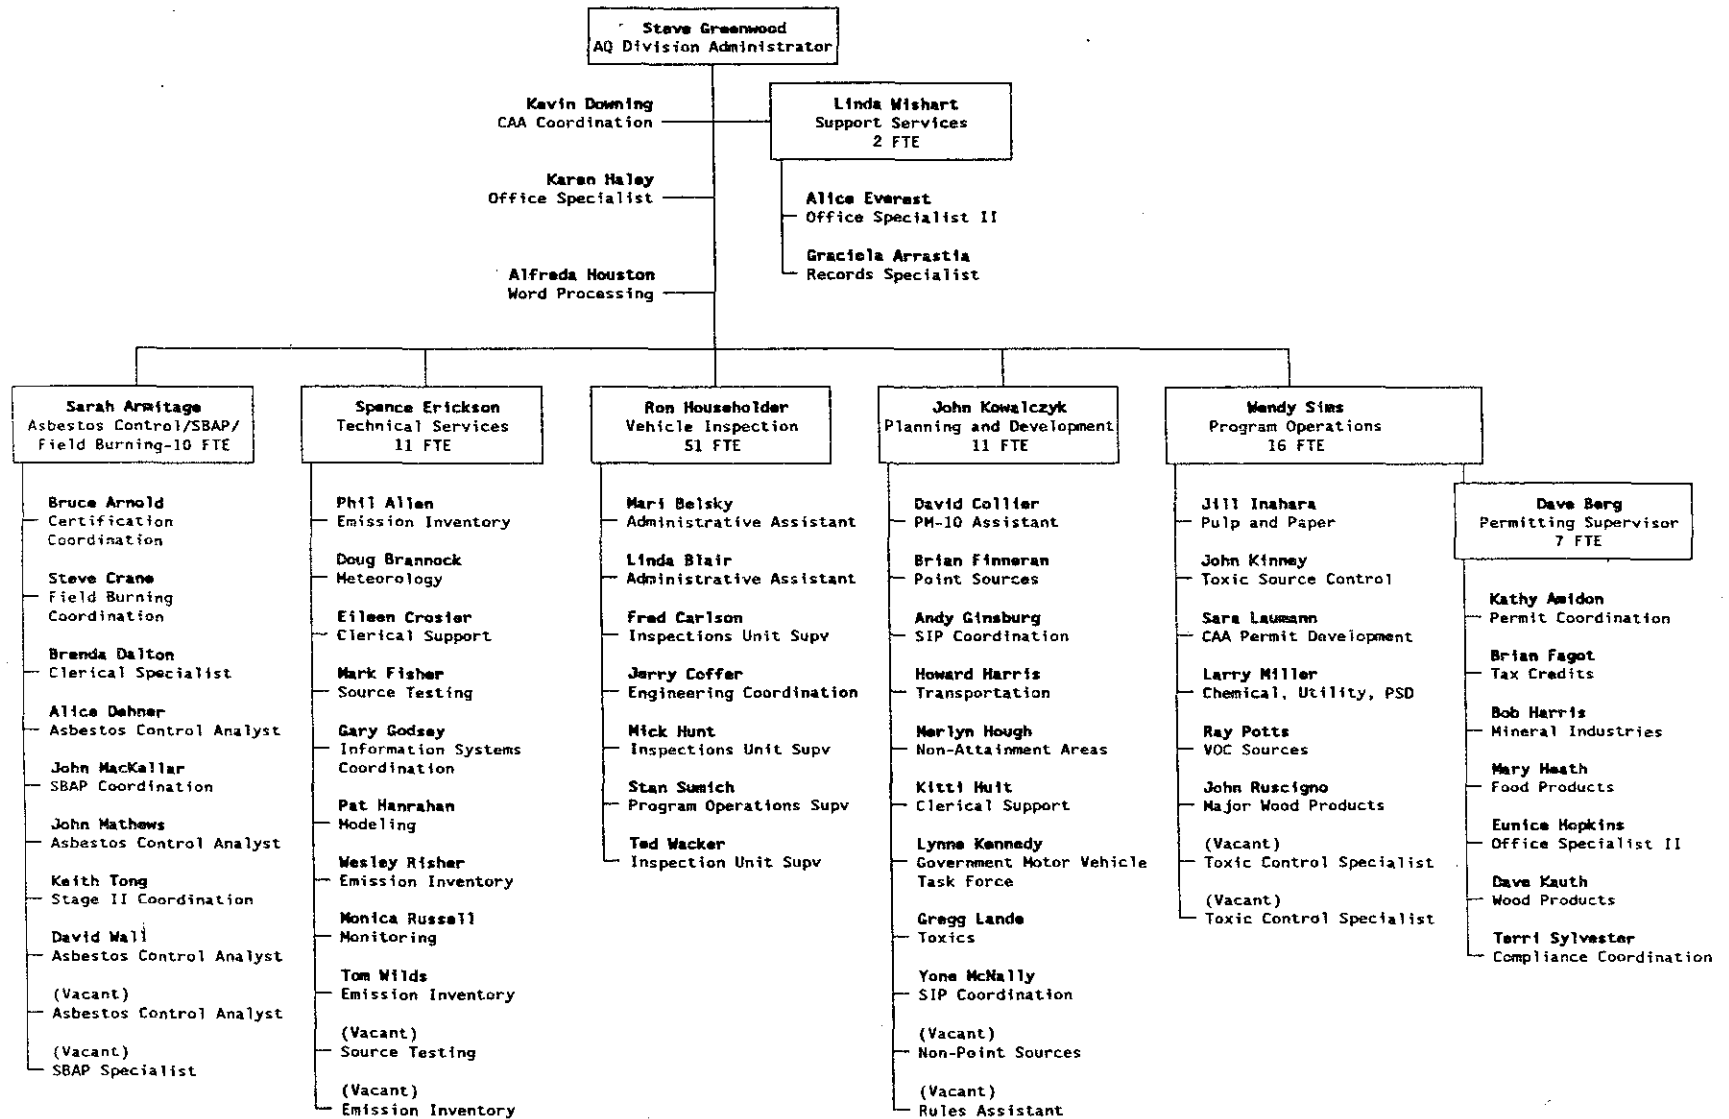 Steve Greenwood
AQ Division Administrator
Kevin Downing
CAA Coordination
Linda Wishart
Support Services
2 FTE
Karen Haley
Office Specialist
Alice Everest
Office Specialist II
Graciela Arrastia
Records Specialist
Alfreda Houston
Word Processing
Sarah Armitage
Asbestos Control/SBAP/
Field Burning-10 FTE
Bruce Arnold
Certification
Coordination
Steve Crane
Field Burning
Coordination
Brenda Dalton
Clerical Specialist
Alice Dehner
Asbestos Control Analyst
John MacKellar
SBAP Coordination
John Mathews
Asbestos Control Analyst
Keith Tong
Stage II Coordination
David Wall
Asbestos Control Analyst
(Vacant)
Asbestos Control Analyst
(Vacant)
SBAP Specialist
Spence Erickson
Technical Services
11 FTE
Phil Allen
Emission Inventory
Doug Brannock
Meteorology
Eileen Crosier
Clerical Support
Mark Fisher
Source Testing
Gary Godsey
Information Systems
Coordination
Pat Hanrahan
Modeling
Wesley Risher
Emission Inventory
Monica Russell
Monitoring
Tom Wilds
Emission Inventory
(Vacant)
Source Testing
(Vacant)
Emission Inventory
Ron Householder
Vehicle Inspection
51 FTE
Mari Belsky
Administrative Assistant
Linda Blair
Administrative Assistant
Fred Carlson
Inspections Unit Supv
Jerry Coffer
Engineering Coordination
Mick Hunt
Inspections Unit Supv
Stan Sumich
Program Operations Supv
Ted Wacker
Inspection Unit Supv
John Kowalczyk
Planning and Development
11 FTE
David Collier
PM-10 Assistant
Brian Finneran
Point Sources
Andy Ginsburg
SIP Coordination
Howard Harris
Transportation
Merlyn Hough
Non-Attainment Areas
Kitti Huit
Clerical Support
Lynne Kennedy
Government Motor Vehicle
Task Force
Gregg Lande
Toxics
Yone McNally
SIP Coordination
(Vacant)
Non-Point Sources
(Vacant)
Rules Assistant
Wendy Sims
Program Operations
16 FTE
Jill Inahara
Pulp and Paper
John Kinney
Toxic Source Control
Sara Laumann
CAA Permit Development
Larry Miller
Chemical, Utility, PSD
Ray Potts
VOC Sources
John Ruscigno
Major Wood Products
(Vacant)
Toxic Control Specialist
(Vacant)
Toxic Control Specialist
Dave Berg
Permitting Supervisor
7 FTE
Kathy Amidon
Permit Coordination
Brian Fagot
Tax Credits
Bob Harris
Mineral Industries
Mary Heath
Food Products
Eunice Hopkins
Office Specialist II
Dave Kauth
Wood Products
Terri Sylvester
Compliance Coordination